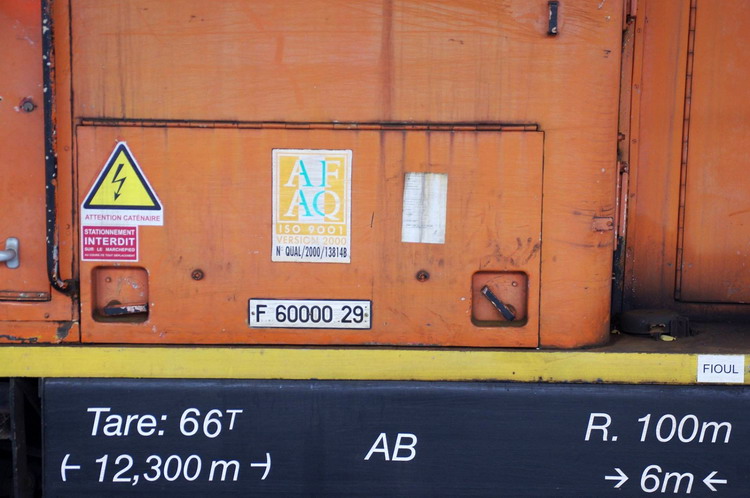 ATTENTION CATÉNAIRE
STATIONNEMENT
INTERDIT
SUR LE MARCHEPIED
AF
AQ
ISO 9001
VERSION 2000
N° QUAL/2000/13814B
F 60000 29
FIOUL
Tare: 66T
12,300 m
AB
R. 100m
→ 6m ←